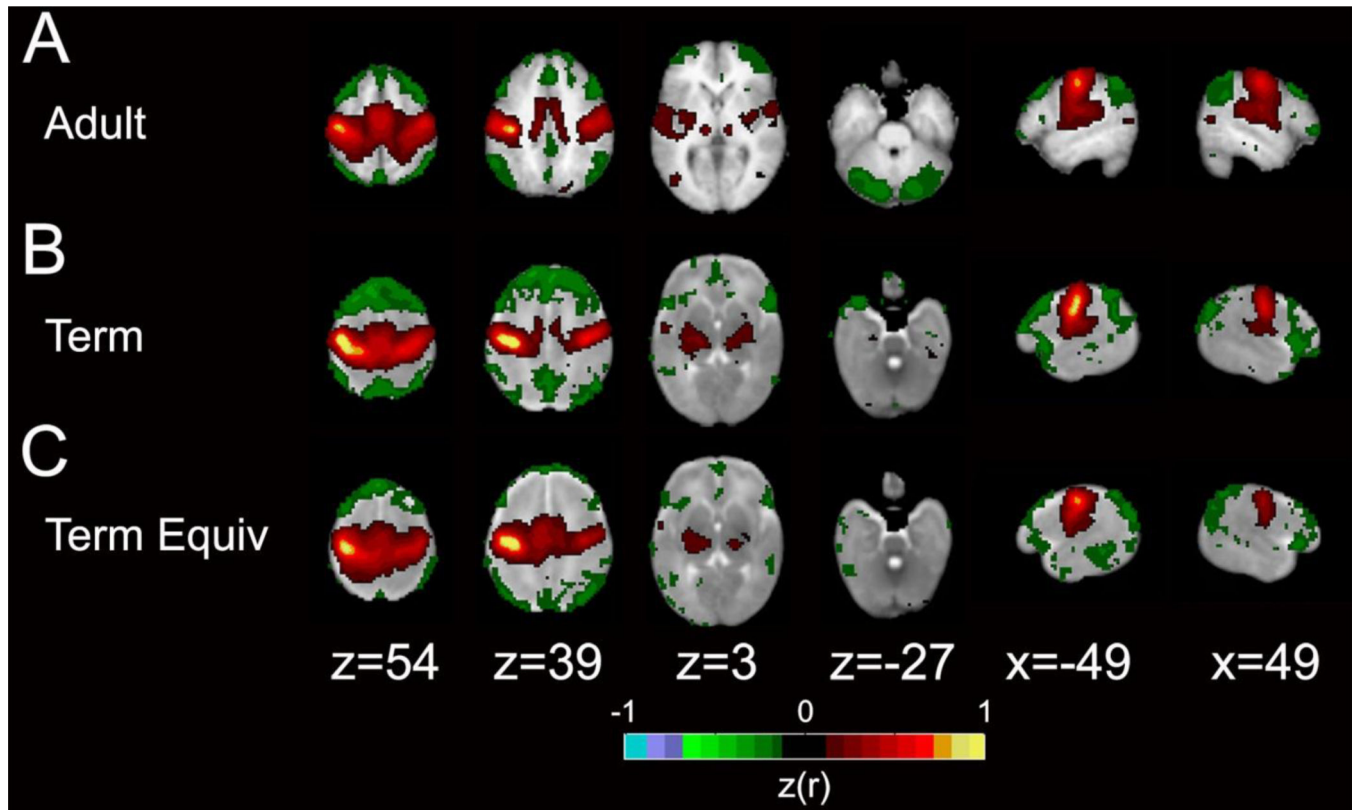 A
Adult
B
Term
C
Term Equiv
z=54 z=39 z=3 z=-27 x=-49 x=49
-1 0 1
z(r)